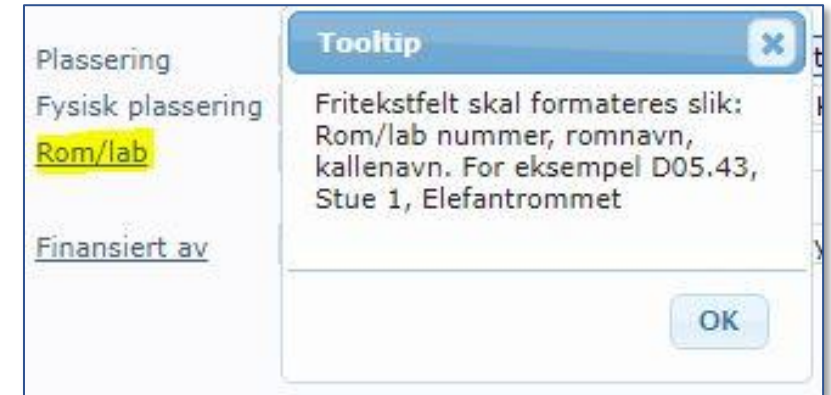 Plassering
Fysisk plassering
Rom/lab
Finansiert av
Tooltip
Fritekstfelt skal formateres slik:
Rom/lab nummer, romnavn,
kallenavn. For eksempel D05.43,
Stue 1, Elefantrommet
OK